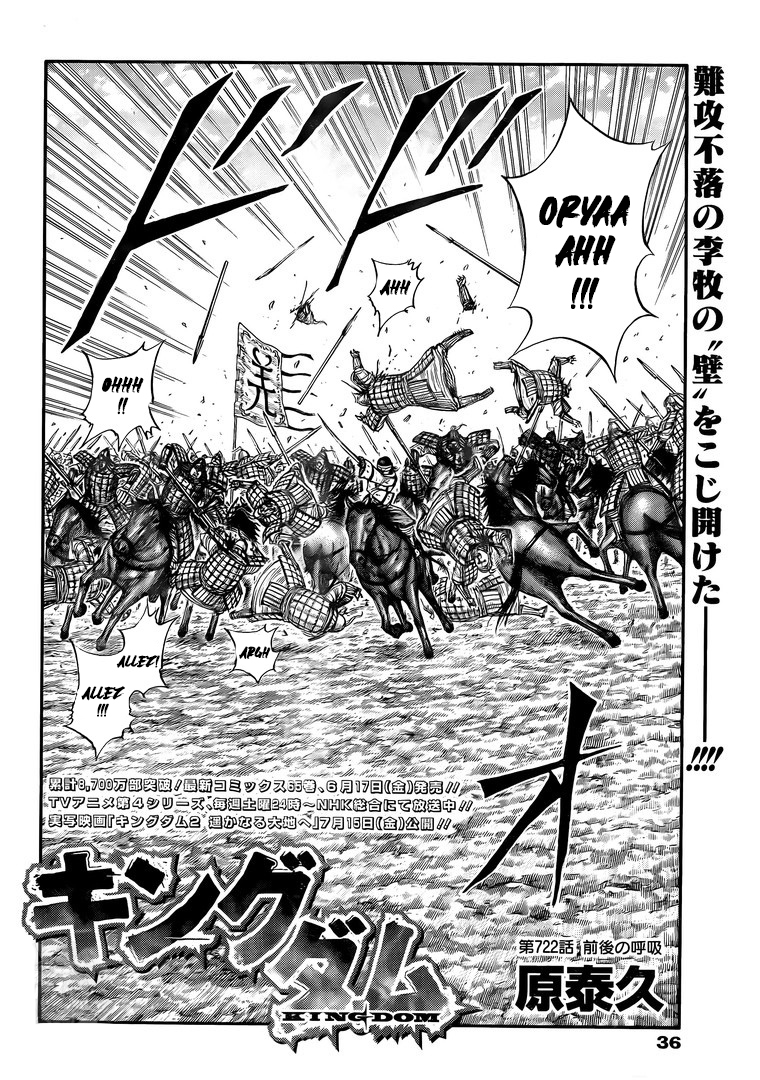 難攻不落の李牧の〝壁〟をこじ開けた━━!!!!
ドドド
ORYAA
AHH
!!!
AHH
OHHH
!!
ALLEZ!
ALLEZ
!!!
ARGH
オ
累計8,700万部突破!最新コミックス65巻、6月17日(金)発売!!
TVアニメ第4シリーズ、毎週土曜24時〜NHK総合にて放送中!!
実写映画「キングダム2 遥かなる大地へ」7月15日(金)公開!!
キングダム
KINGDOM
第722話 前後の呼吸
原泰久
36